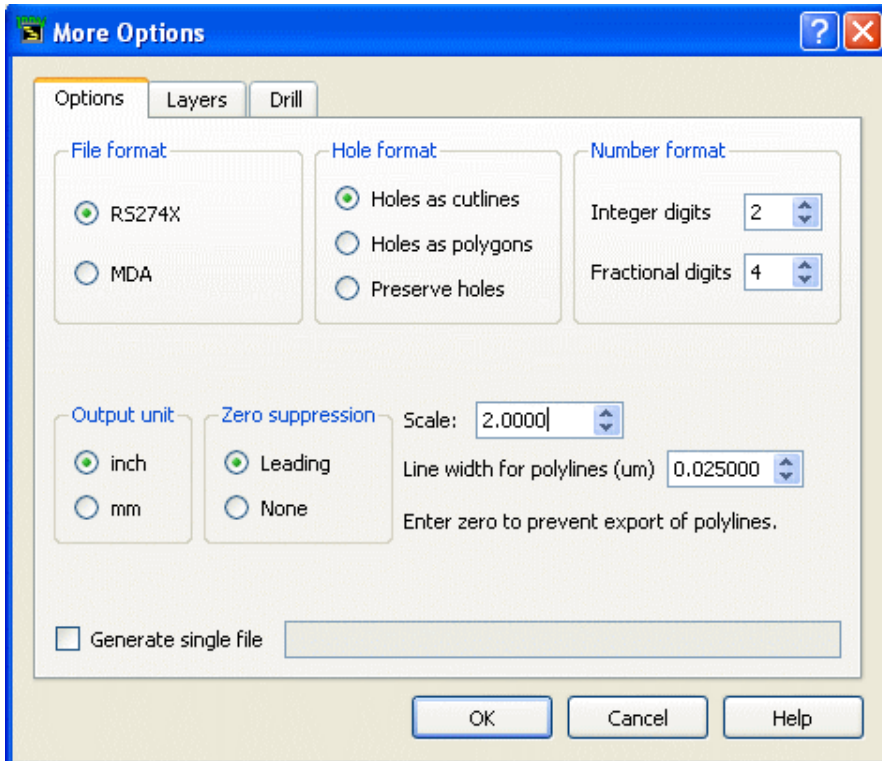 More Options
Options
Layers
Drill
File format
RS274X
MDA
Hole format
Holes as cutlines
Holes as polygons
Preserve holes
Number format
Integer digits 2
Fractional digits 4
Output unit
inch
mm
Zero suppression
Leading
None
Scale: 2.0000
Line width for polylines (um) 0.025000
Enter zero to prevent export of polylines.
Generate single file
OK
Cancel
Help